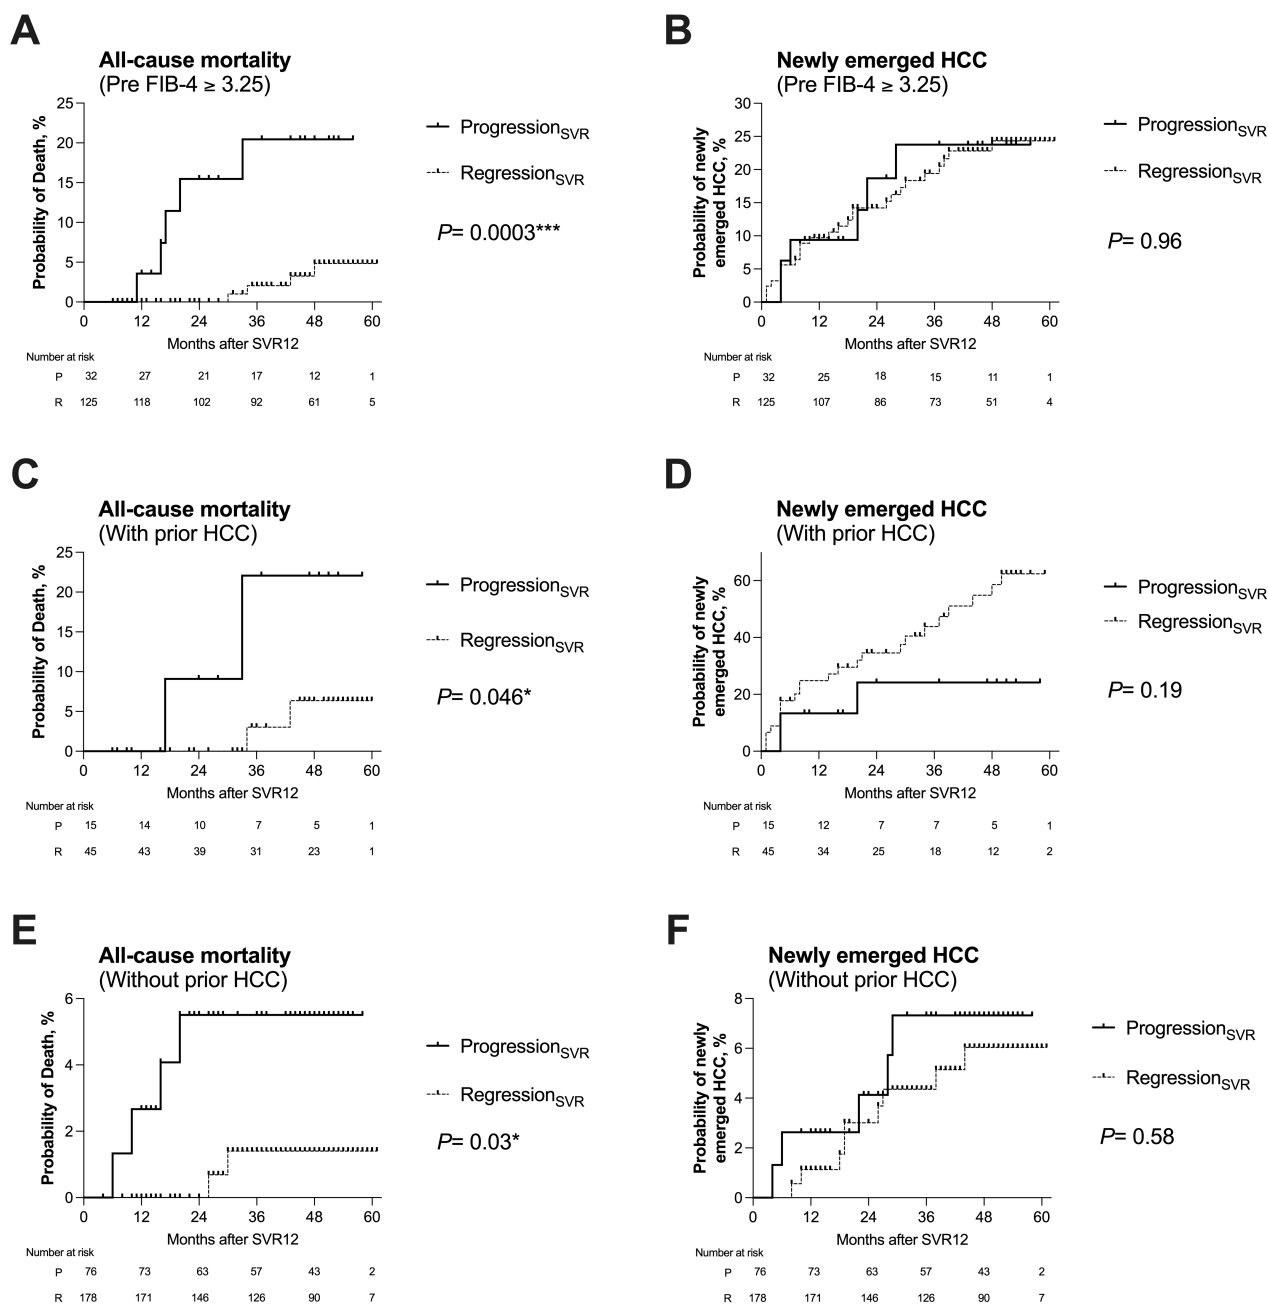 A
All-cause mortality
(Pre FIB-4 ≥ 3.25)
Probability of Death, %
25
20
15
10
5
0
0 12 24 36 48 60
Months after SVR12
ProgressionSVR
RegressionSVR
P= 0.0003***
Number at risk
P 32 27 21 17 12 1
R 125 118 102 92 61 5
B
Newly emerged HCC
(Pre FIB-4 ≥ 3.25)
Probability of newly
emerged HCC, %
30
25
20
15
10
5
0
0 12 24 36 48 60
Months after SVR12
ProgressionSVR
RegressionSVR
P= 0.96
Number at risk
P 32 25 18 15 11 1
R 125 107 86 73 51 4
C
All-cause mortality
(With prior HCC)
Probability of Death, %
25
20
15
10
5
0
0 12 24 36 48 60
Months after SVR12
ProgressionSVR
RegressionSVR
P= 0.046*
Number at risk
P 15 14 10 7 5 1
R 45 43 39 31 23 1
D
Newly emerged HCC
(With prior HCC)
Probability of newly
emerged HCC, %
60
40
20
0
0 12 24 36 48 60
Months after SVR12
ProgressionSVR
RegressionSVR
P= 0.19
Number at risk
P 15 12 7 7 5 1
R 45 34 25 18 12 2
E
All-cause mortality
(Without prior HCC)
Probability of Death, %
6
4
2
0
0 12 24 36 48 60
Months after SVR12
ProgressionSVR
RegressionSVR
P= 0.03*
Number at risk
P 76 73 63 57 43 2
R 178 171 146 126 90 7
F
Newly emerged HCC
(Without prior HCC)
Probability of newly
emerged HCC, %
8
6
4
2
0
0 12 24 36 48 60
Months after SVR12
ProgressionSVR
RegressionSVR
P= 0.58
Number at risk
P 76 73 63 57 43 2
R 178 171 146 126 90 7